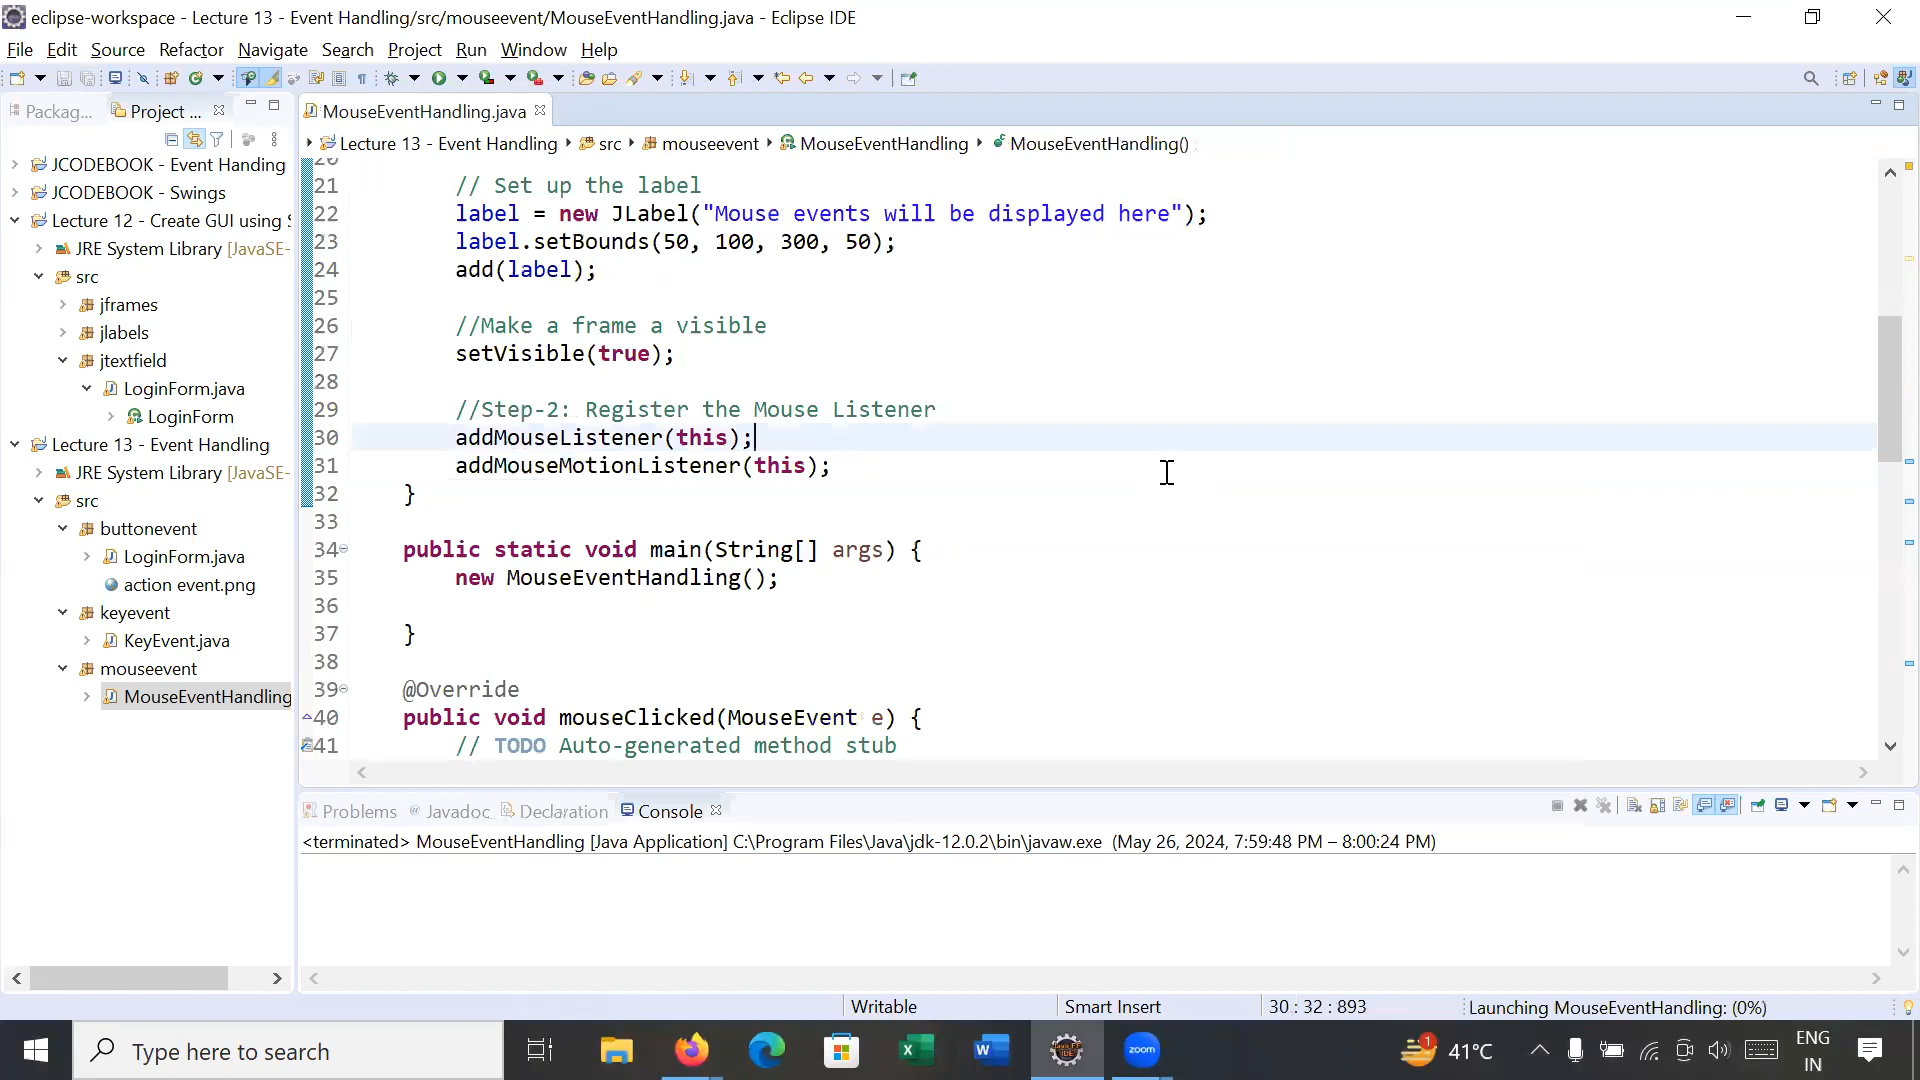 eclipse-workspace - Lecture 13 - Event Handling/src/mouseevent/MouseEventHandling.java - Eclipse IDE
File Edit Source Refactor Navigate Search Project Run Window Help
Packag... Project ...
MouseEventHandling.java
Lecture 13 - Event Handling src mouseevent MouseEventHandling MouseEventHandling()
JCODEBOOK - Event Handing
JCODEBOOK - Swings
Lecture 12 - Create GUI using S
JRE System Library [JavaSE-
src
jframes
jlabels
jtextfield
LoginForm.java
LoginForm
Lecture 13 - Event Handling
JRE System Library [JavaSE-
src
buttonevent
LoginForm.java
action event.png
keyevent
KeyEvent.java
mouseevent
MouseEventHandling
20
21 // Set up the label
22 label = new JLabel("Mouse events will be displayed here");
23 label.setBounds(50, 100, 300, 50);
24 add(label);
25
26 //Make a frame a visible
27 setVisible(true);
28
29 //Step-2: Register the Mouse Listener
30 addMouseListener(this);
31 addMouseMotionListener(this);
32 }
33
34 public static void main(String[] args) {
35 new MouseEventHandling();
36
37 }
38
39 @Override
40 public void mouseClicked(MouseEvent e) {
41 // TODO Auto-generated method stub
Problems @ Javadoc Declaration Console
<terminated> MouseEventHandling [Java Application] C:\Program Files\Java\jdk-12.0.2\bin\javaw.exe (May 26, 2024, 7:59:48 PM – 8:00:24 PM)
Writable Smart Insert 30 : 32 : 893 Launching MouseEventHandling: (0%)
Type here to search
zoom
1
41°C
ENG
IN